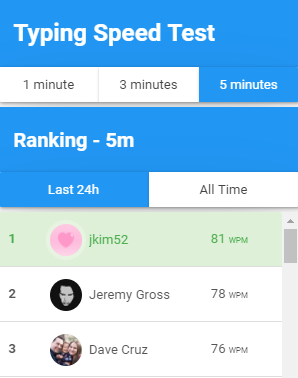 Typing Speed Test
1 minute 3 minutes 5 minutes
Ranking - 5m
Last 24h All Time
1 jkim52 81 WPM
2 Jeremy Gross 78 WPM
3 Dave Cruz 76 WPM